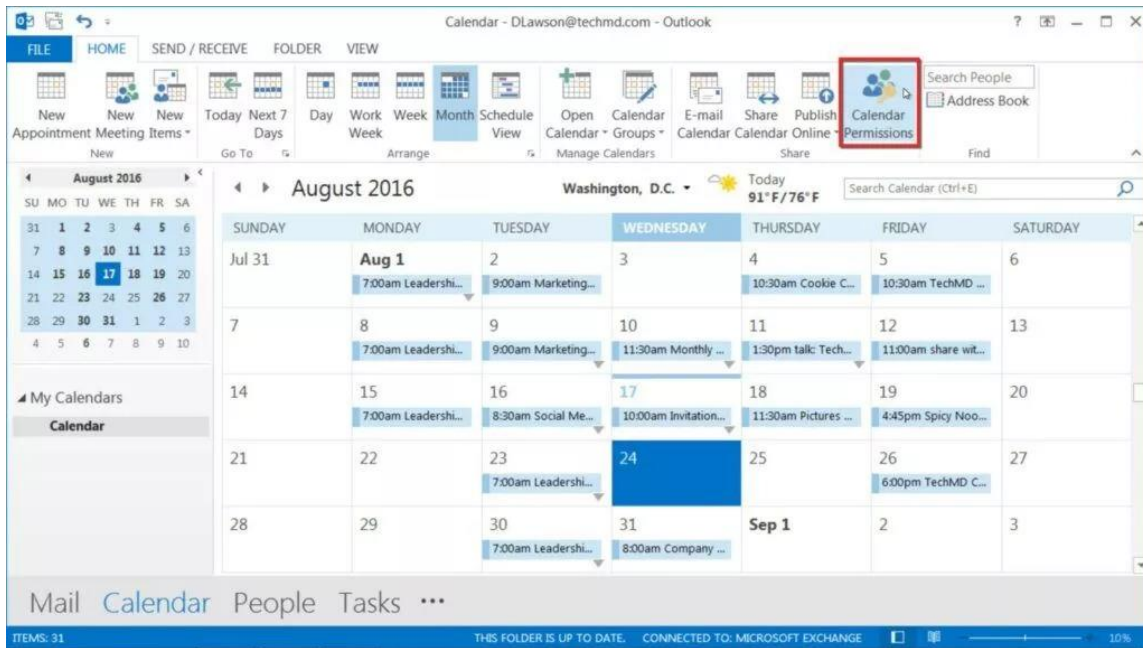 Calendar - DLawson@techmd.com - Outlook
FILE HOME SEND / RECEIVE FOLDER VIEW
New Appointment
New Meeting
New Items
Today
Next 7 Days
Day
Work Week
Week
Month
Schedule View
Open Calendar
Calendar Groups
E-mail Calendar
Share Calendar
Publish Online
Calendar Permissions
Search People
Address Book
New Go To Arrange Manage Calendars Share Find
August 2016
SU MO TU WE TH FR SA
31 1 2 3 4 5 6
7 8 9 10 11 12 13
14 15 16 17 18 19 20
21 22 23 24 25 26 27
28 29 30 31 1 2 3
4 5 6 7 8 9 10
My Calendars
Calendar
August 2016
Washington, D.C.
Today
91°F/76°F
Search Calendar (Ctrl+E)
SUNDAY MONDAY TUESDAY WEDNESDAY THURSDAY FRIDAY SATURDAY
Jul 31 Aug 1 2 3 4 5 6
7:00am Leadershi... 9:00am Marketing... 10:30am Cookie C... 10:30am TechMD ...
7 8 9 10 11 12 13
7:00am Leadershi... 9:00am Marketing... 11:30am Monthly ... 1:30pm talk: Tech... 11:00am share wit...
14 15 16 17 18 19 20
7:00am Leadershi... 8:30am Social Me... 10:00am Invitation... 11:30am Pictures ... 4:45pm Spicy Noo...
21 22 23 24 25 26 27
7:00am Leadershi... 6:00pm TechMD C...
28 29 30 31 Sep 1 2 3
7:00am Leadershi... 8:00am Company ...
Mail Calendar People Tasks ...
ITEMS: 31 THIS FOLDER IS UP TO DATE. CONNECTED TO: MICROSOFT EXCHANGE 10%